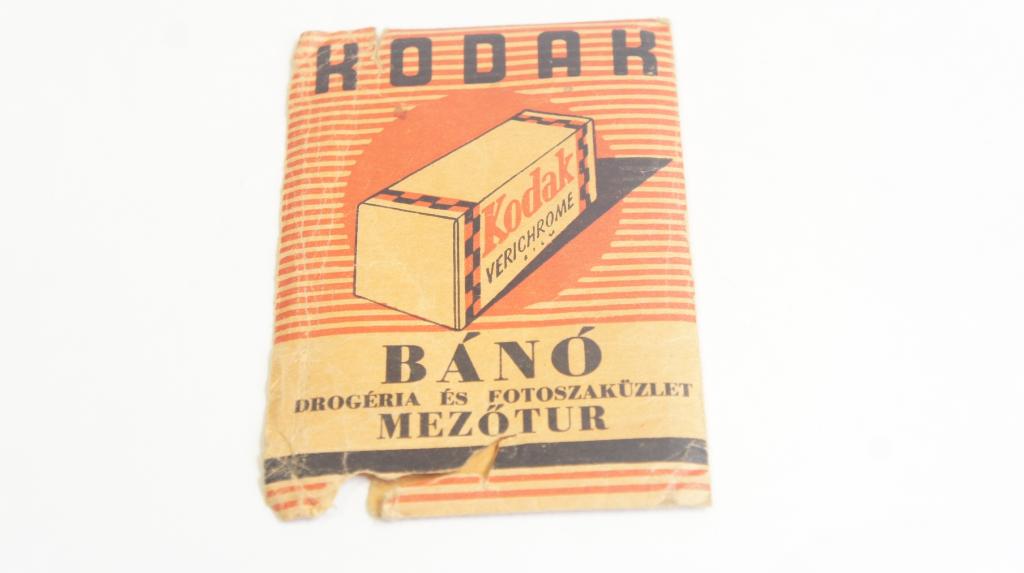 KODAK
Kodak
VERICHROME
BÁNÓ
DROGÉRIA ÉS FOTOSZAKÜZLET
MEZŐTUR